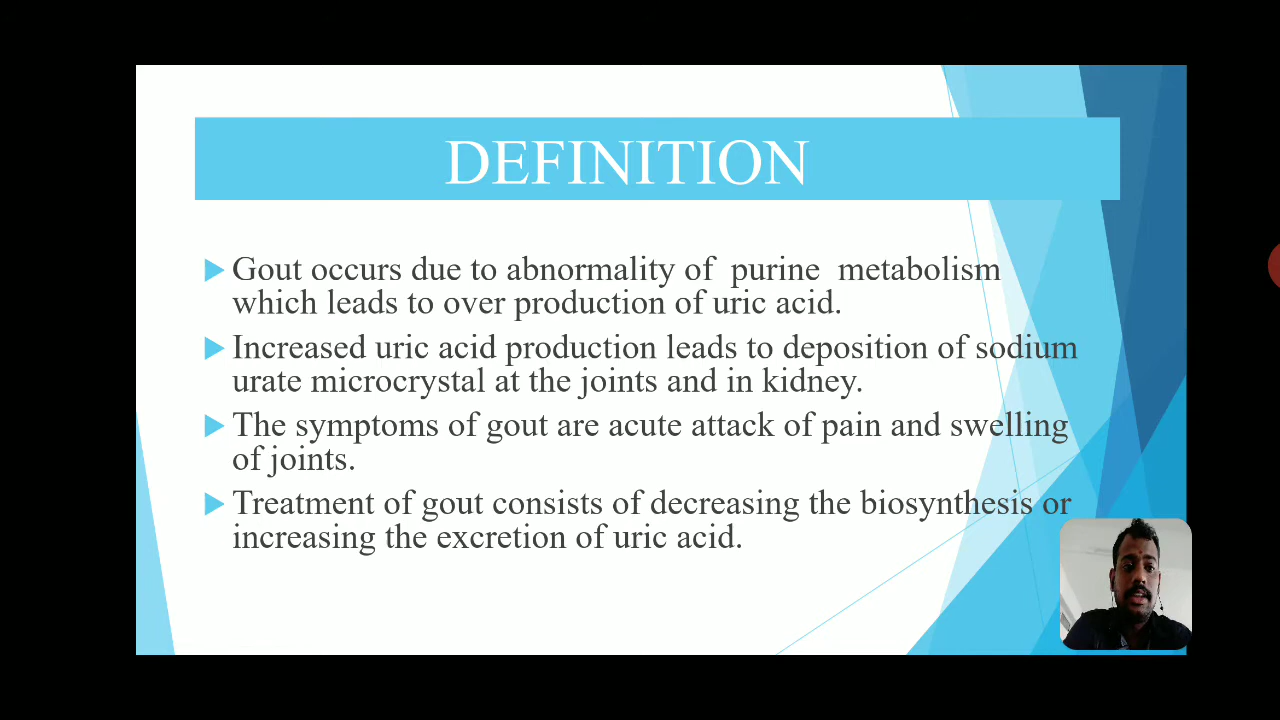 DEFINITION
Gout occurs due to abnormality of purine metabolism
which leads to over production of uric acid.
Increased uric acid production leads to deposition of sodium
urate microcrystal at the joints and in kidney.
The symptoms of gout are acute attack of pain and swelling
of joints.
Treatment of gout consists of decreasing the biosynthesis or
increasing the excretion of uric acid.